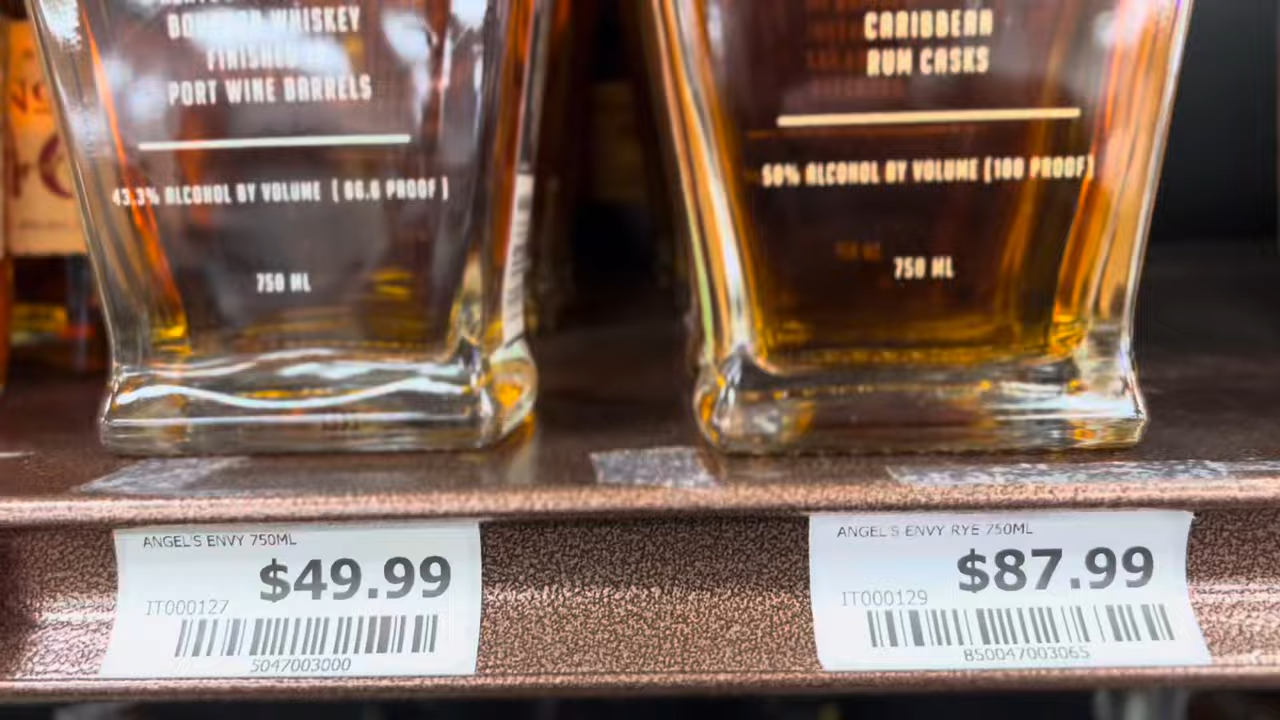 BOURBON WHISKEY
FINISHED IN
PORT WINE BARRELS
43.3% ALCOHOL BY VOLUME ( 86.6 PROOF )
750 ML
CARIBBEAN
RUM CASKS
50% ALCOHOL BY VOLUME (100 PROOF)
750 ML
ANGEL'S ENVY 750ML
$49.99
IT000127
5047003000
ANGEL'S ENVY RYE 750ML
$87.99
IT000129
850047003065